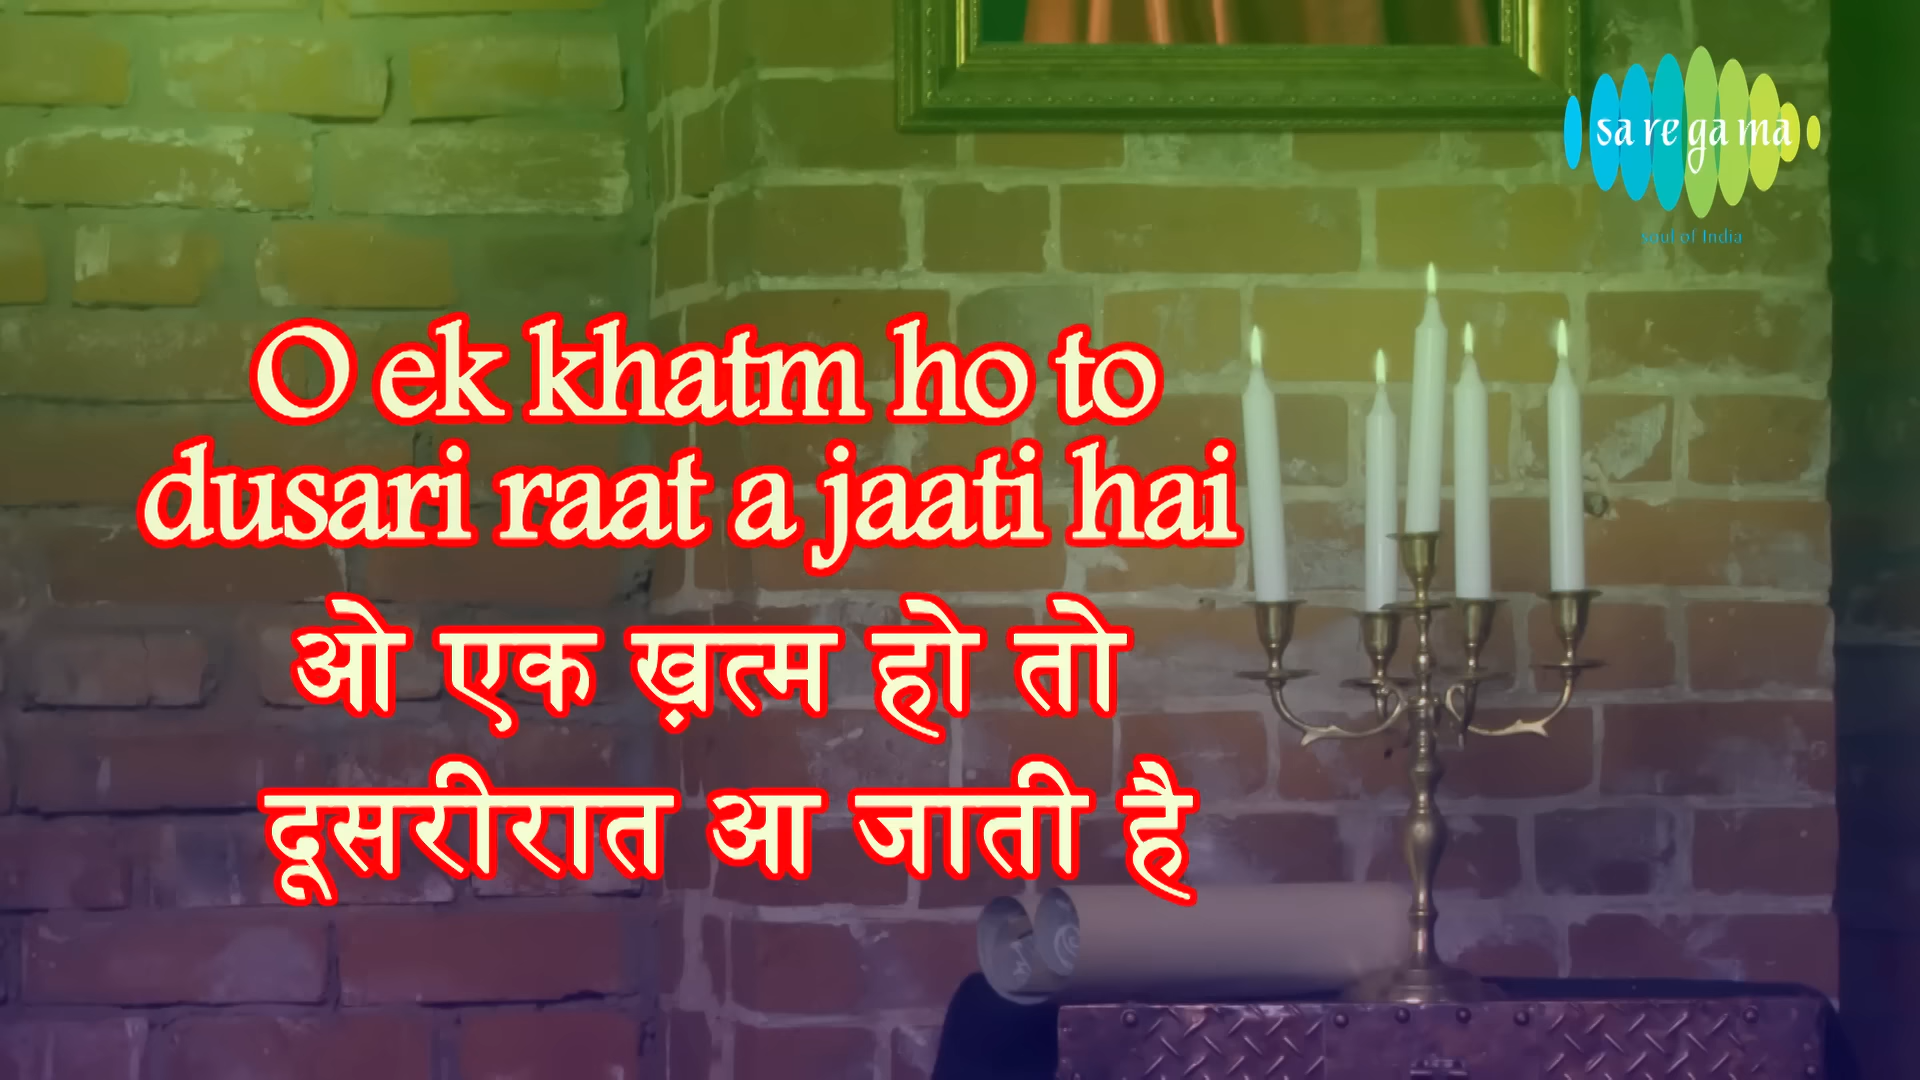 sa re ga ma
soul of India
O ek khatm ho to
dusari raat a jaati hai
ओ एक ख़त्म हो तो
दूसरीरात आ जाती है